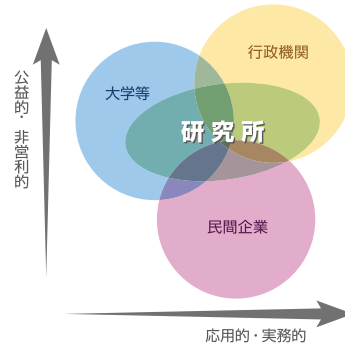 行政機関
大学等
公益的・非営利的
研究所
民間企業
応用的・実務的